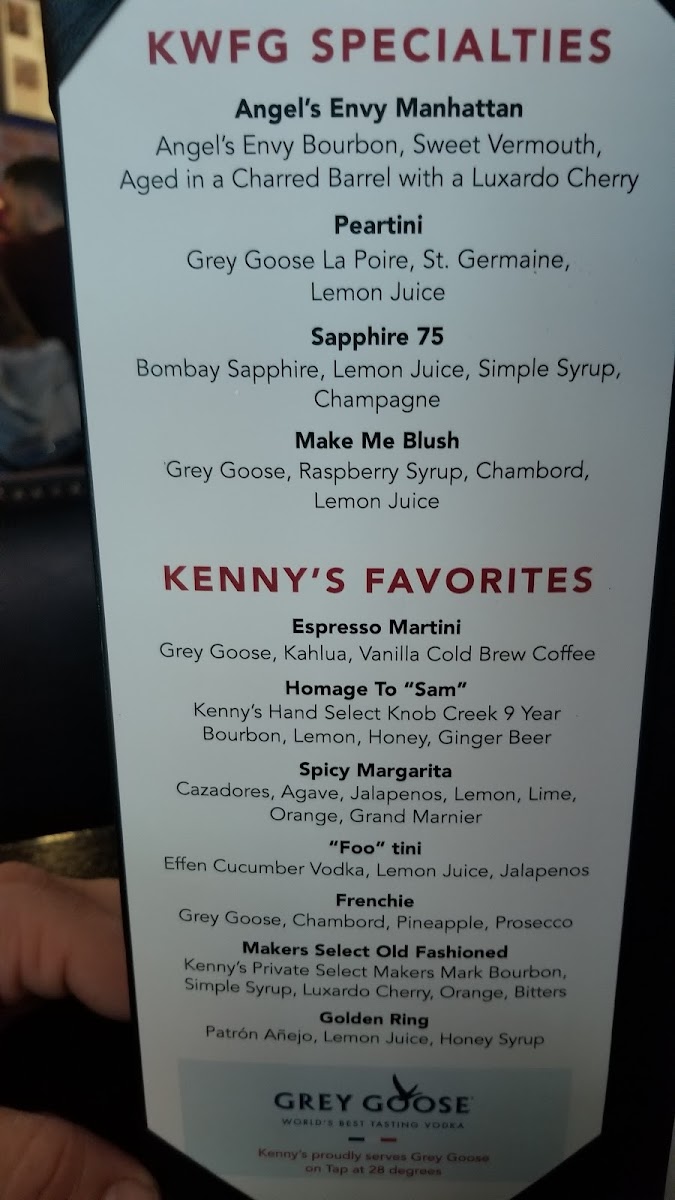 KWFG SPECIALTIES
Angel's Envy Manhattan
Angel's Envy Bourbon, Sweet Vermouth,
Aged in a Charred Barrel with a Luxardo Cherry
Peartini
Grey Goose La Poire, St. Germaine,
Lemon Juice
Sapphire 75
Bombay Sapphire, Lemon Juice, Simple Syrup,
Champagne
Make Me Blush
Grey Goose, Raspberry Syrup, Chambord,
Lemon Juice
KENNY'S FAVORITES
Espresso Martini
Grey Goose, Kahlua, Vanilla Cold Brew Coffee
Homage To "Sam"
Kenny's Hand Select Knob Creek 9 Year
Bourbon, Lemon, Honey, Ginger Beer
Spicy Margarita
Cazadores, Agave, Jalapenos, Lemon, Lime,
Orange, Grand Marnier
"Foo" tini
Effen Cucumber Vodka, Lemon Juice, Jalapenos
Frenchie
Grey Goose, Chambord, Pineapple, Prosecco
Makers Select Old Fashioned
Kenny's Private Select Makers Mark Bourbon,
Simple Syrup, Luxardo Cherry, Orange, Bitters
Golden Ring
Patrón Añejo, Lemon Juice, Honey Syrup
GREY GOOSE
WORLD'S BEST TASTING VODKA
Kenny's proudly serves Grey Goose
on Tap at 28 degrees